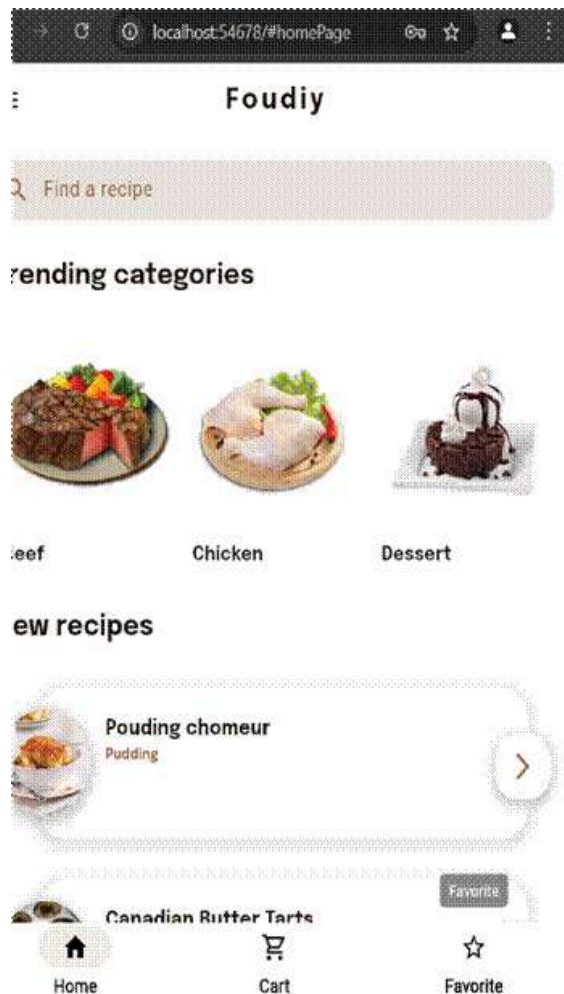 localhost:54678/#homePage
Foudiy
Find a recipe
rending categories
eef
Chicken
Dessert
ew recipes
Pouding chomeur
Pudding
Canadian Butter Tarts
Favorite
Home
Cart
Favorite